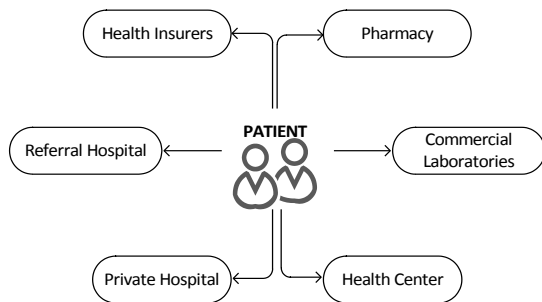 Health Insurers
Pharmacy
PATIENT
Referral Hospital
Commercial
Laboratories
Private Hospital
Health Center